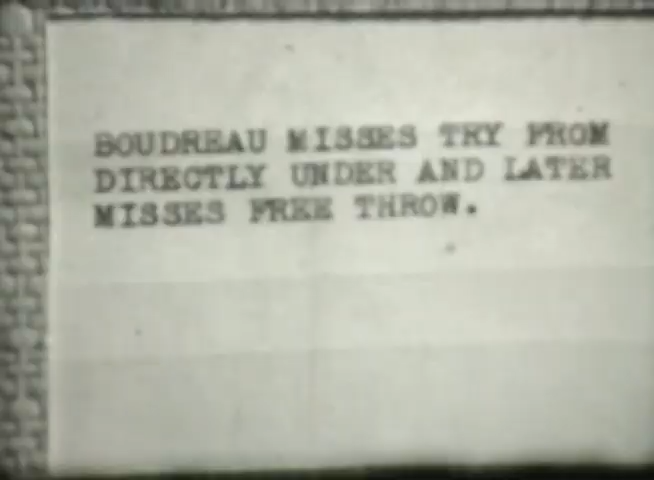 BOUDREAU MISSES TRY FROM
DIRECTLY UNDER AND LATER
MISSES FREE THROW.